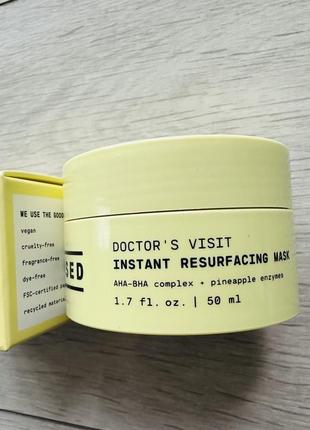 WE USE THE GOOD
vegan
cruelty-free
fragrance-free
dye-free
FSC-certified
recycled
SED
DOCTOR'S VISIT
INSTANT RESURFACING MASK
AHA-BHA complex + pineapple enzymes
1.7 fl. oz. | 50 ml